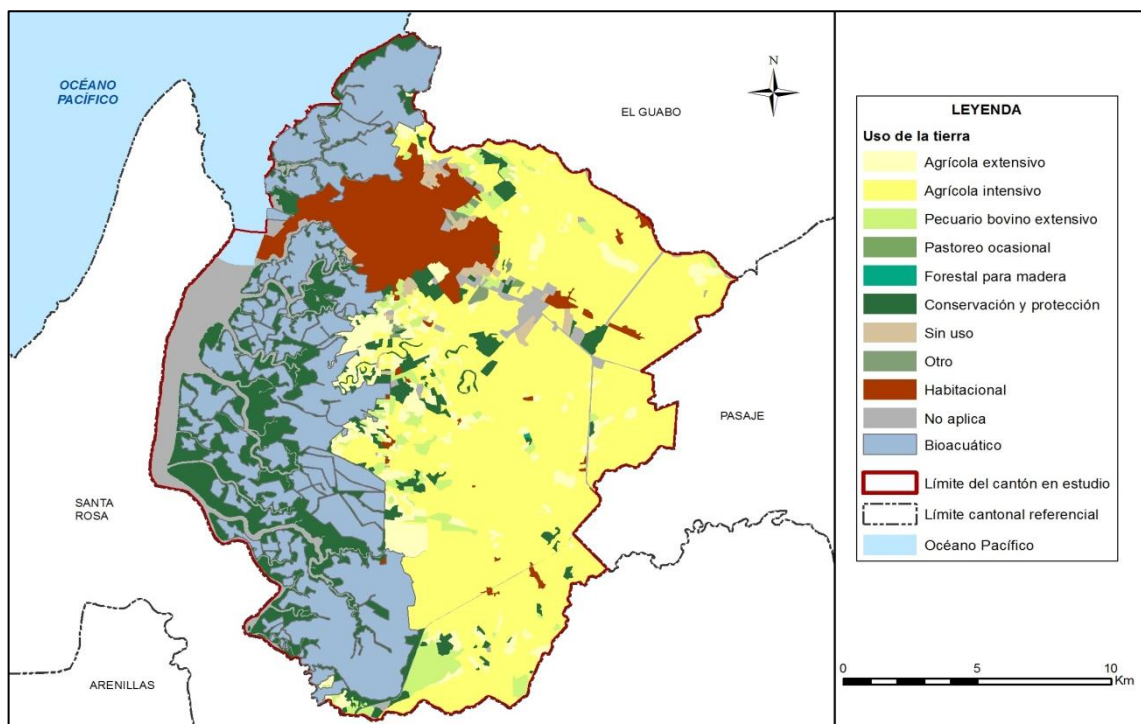 OCÉANO
PACÍFICO
N
EL GUABO
PASAJE
SANTA
ROSA
ARENILLAS
LEYENDA
Uso de la tierra
Agrícola extensivo
Agrícola intensivo
Pecuario bovino extensivo
Pastoreo ocasional
Forestal para madera
Conservación y protección
Sin uso
Otro
Habitacional
No aplica
Bioacuático
Límite del cantón en estudio
Límite cantonal referencial
Océano Pacífico
0 5 10
Km